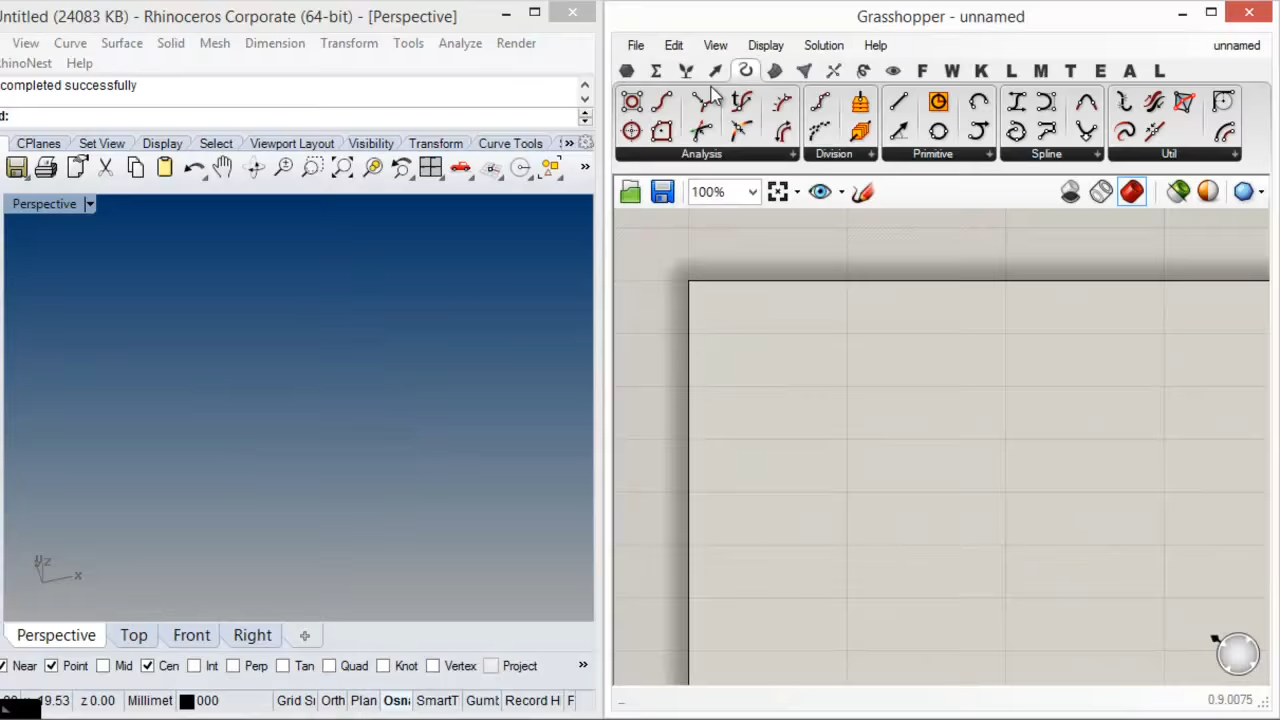 Untitled (24083 KB) - Rhinoceros Corporate (64-bit) - [Perspective]
View Curve Surface Solid Mesh Dimension Transform Tools Analyze Render
RhinoNest Help
completed successfully
d:
CPlanes Set View Display Select Viewport Layout Visibility Transform Curve Tools »
»
Perspective
z
x
Perspective Top Front Right
Near Point Mid Cen Int Perp Tan Quad Knot Vertex Project »
49.53 z 0.00 Millimet 000 Grid S Ortho Plan Osna SmartT Gumb Record H F
Grasshopper - unnamed
File Edit View Display Solution Help unnamed
F W K L M T E A L
Analysis + Division + Primitive + Spline + Util +
100%
0.9.0075